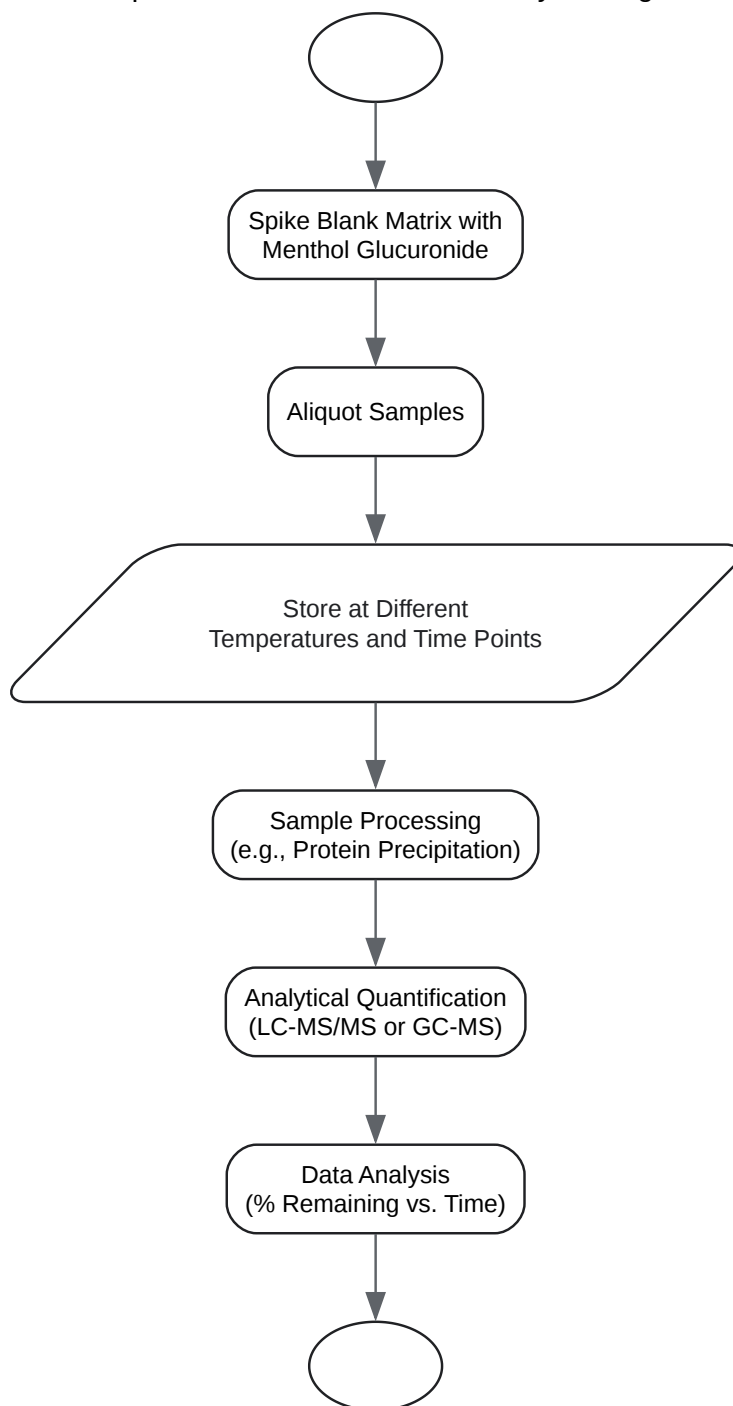 Spike Blank Matrix with
Menthol Glucuronide
Aliquot Samples
Store at Different
Temperatures and Time Points
Sample Processing
(e.g., Protein Precipitation)
Analytical Quantification
(LC-MS/MS or GC-MS)
Data Analysis
(% Remaining vs. Time)